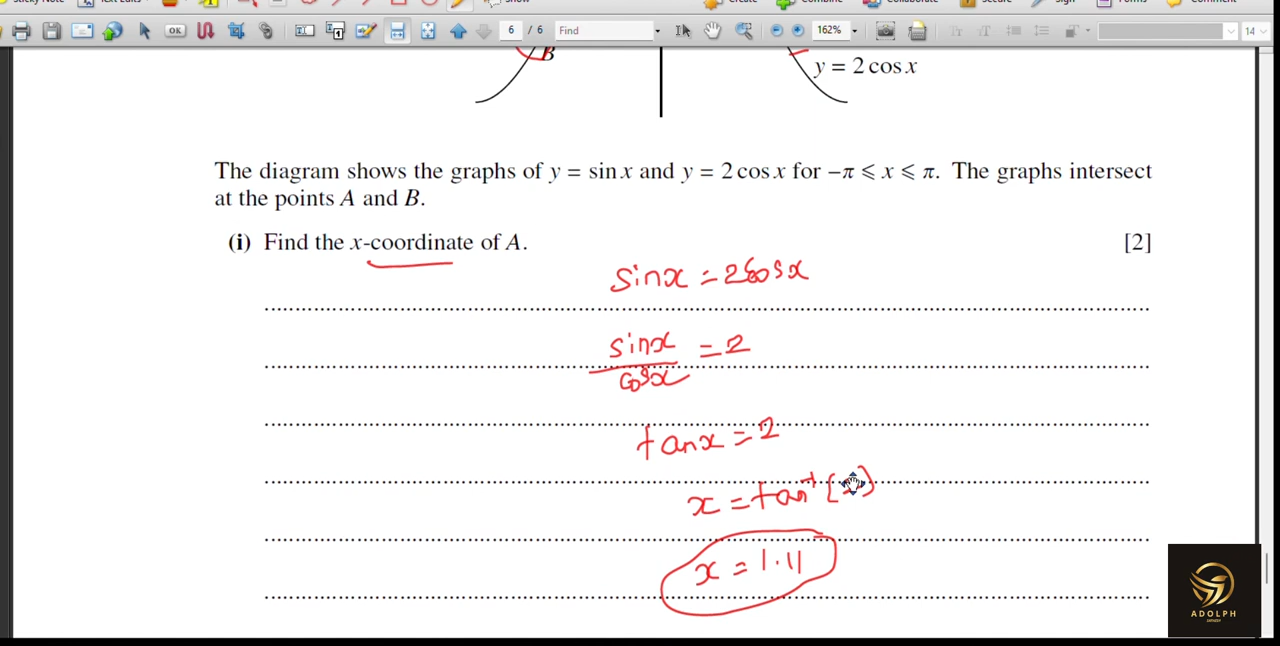 6 / 6 Find 162% 14
B
y = 2 cos x
The diagram shows the graphs of y = sin x and y = 2 cos x for −π ⩽ x ⩽ π. The graphs intersect
at the points A and B.
(i) Find the x-coordinate of A. [2]
sinx = 2cosx
sinx/cosx = 2
tanx = 2
x = tan⁻¹(2)
x = 1.11
ADOLPH